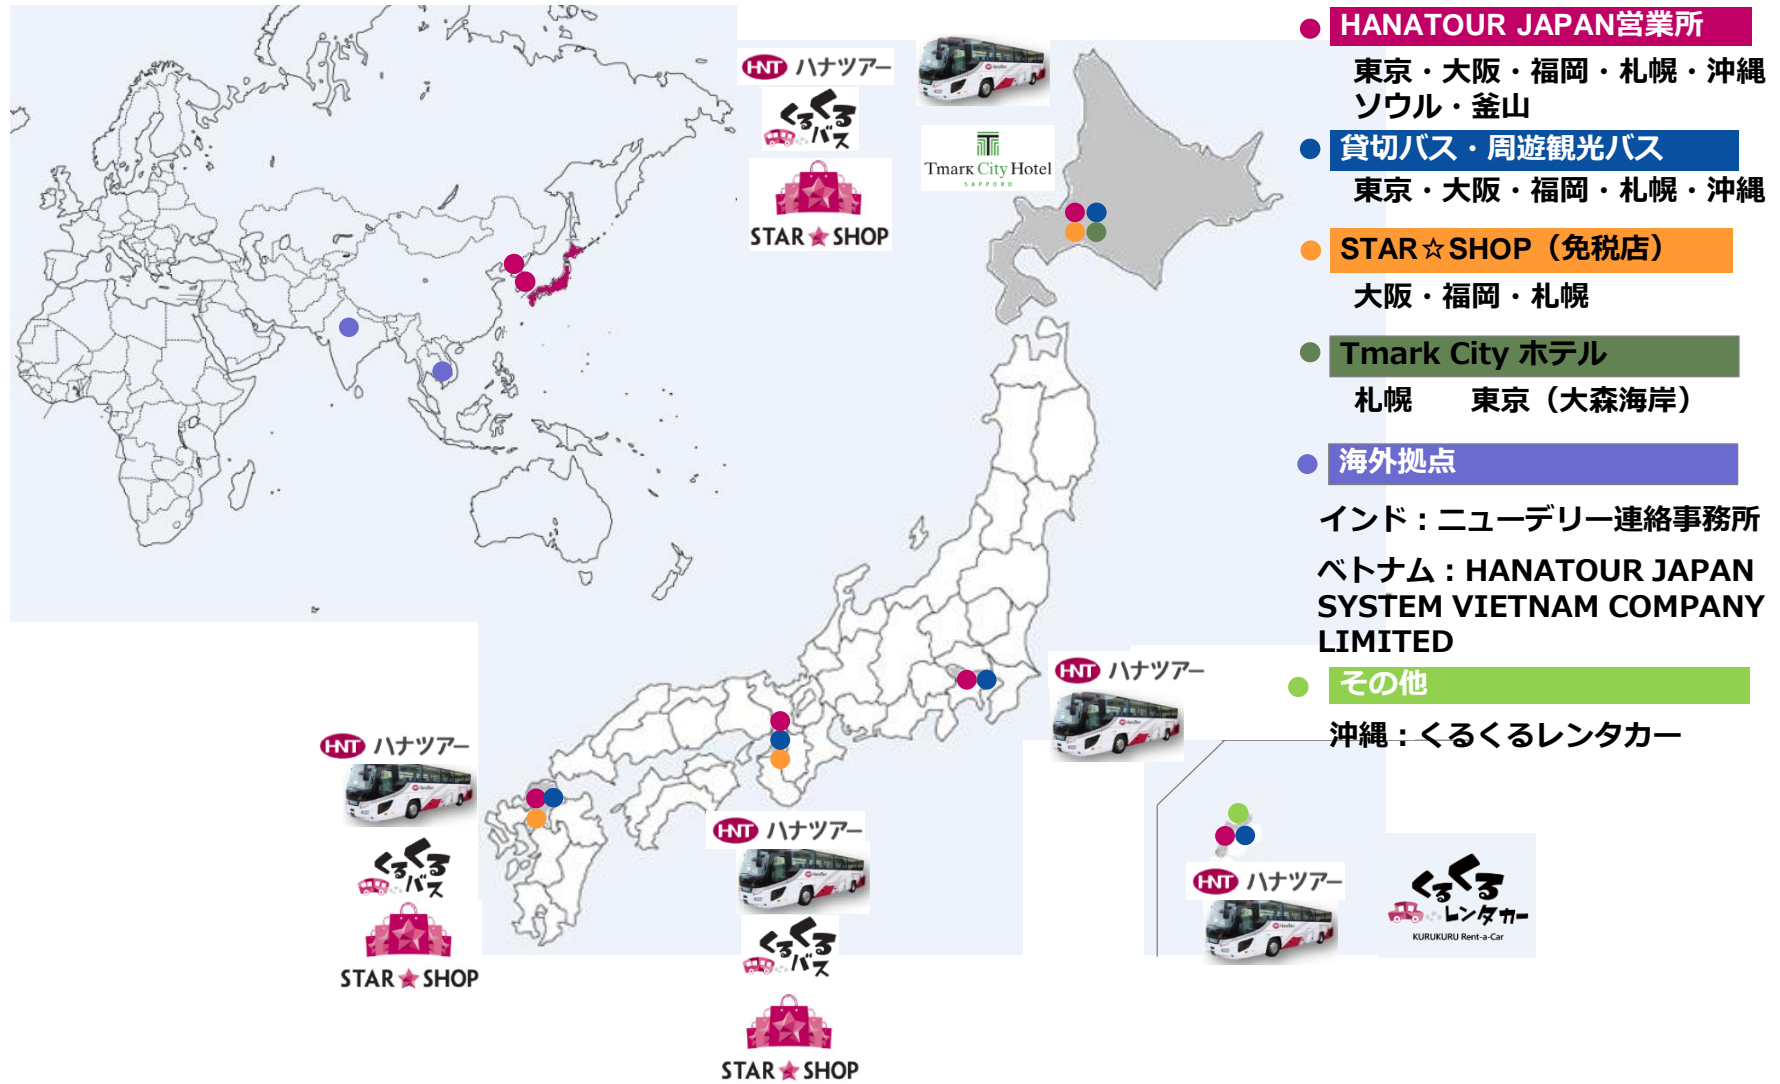 HANATOUR JAPAN営業所
東京・大阪・福岡・札幌・沖縄
ソウル・釜山
貸切バス・周遊観光バス
東京・大阪・福岡・札幌・沖縄
STAR☆SHOP（免税店）
大阪・福岡・札幌
Tmark City ホテル
札幌　　東京（大森海岸）
海外拠点
インド：ニューデリー連絡事務所
ベトナム：HANATOUR JAPAN
SYSTEM VIETNAM COMPANY
LIMITED
その他
沖縄：くるくるレンタカー
HNT ハナツアー
くるくる
バス
STAR★SHOP
Tmark City Hotel
SAPPORO
HNT ハナツアー
HNT ハナツアー
くるくる
バス
STAR★SHOP
HNT ハナツアー
くるくる
バス
STAR★SHOP
HNT ハナツアー
くるくる
レンタカー
KURUKURU Rent-a-Car